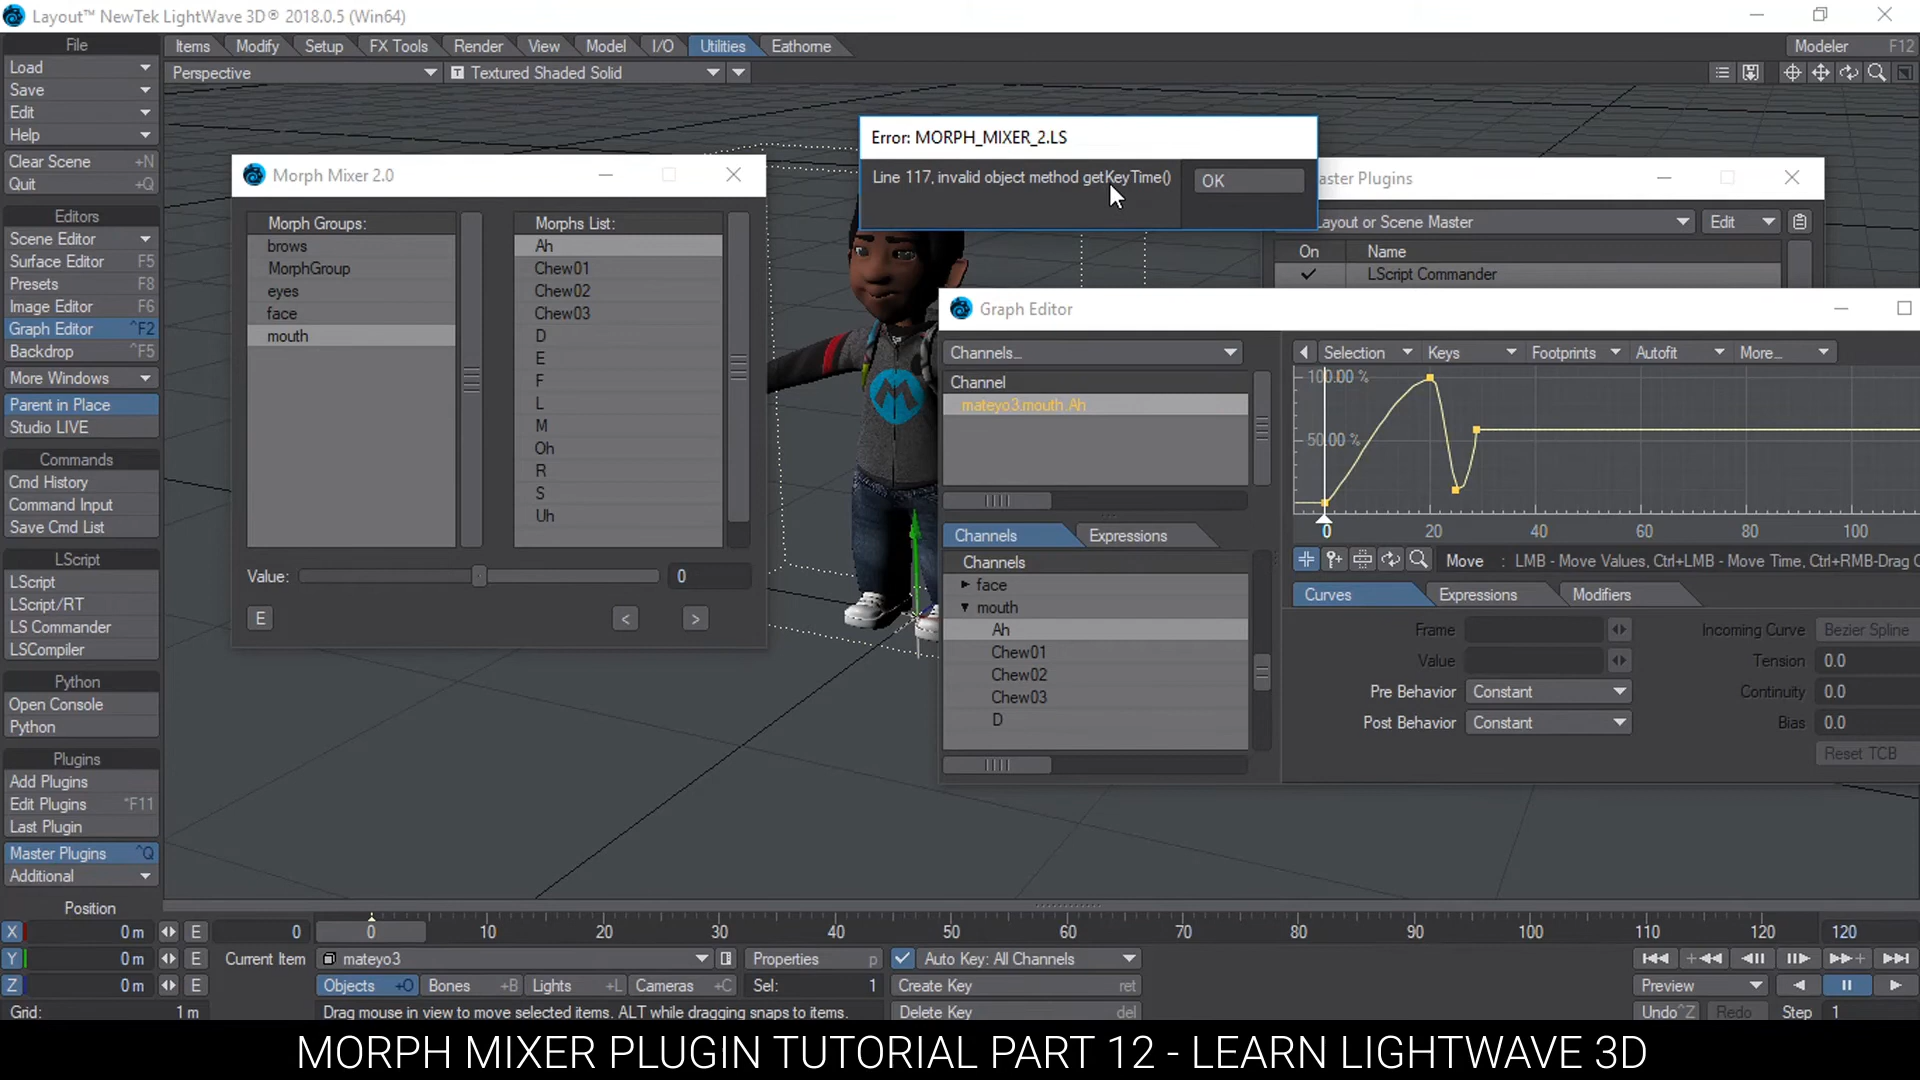 Layout™ NewTek LightWave 3D® 2018.0.5 (Win64)
File
Items Modify Setup FX Tools Render View Model I/O Utilities Eathorne
Modeler F12
Load
Perspective
T Textured Shaded Solid
Save
Edit
Help
Clear Scene +N
Quit +Q
Editors
Scene Editor
Surface Editor F5
Presets F8
Image Editor F6
Graph Editor ^F2
Backdrop ^F5
More Windows
Parent in Place
Studio LIVE
Commands
Cmd History
Command Input
Save Cmd List
LScript
LScript
LScript/RT
LS Commander
LSCompiler
Python
Open Console
Python
Plugins
Add Plugins
Edit Plugins ^F11
Last Plugin
Master Plugins ^Q
Additional
Morph Mixer 2.0
Morph Groups:
brows
MorphGroup
eyes
face
mouth
Morphs List:
Ah
Chew01
Chew02
Chew03
D
E
F
L
M
Oh
R
S
Uh
Value: 0
E < >
Error: MORPH_MIXER_2.LS
Line 117, invalid object method getKeyTime()
OK
aster Plugins
ayout or Scene Master Edit
On Name
LScript Commander
Graph Editor
Channels...
Channel
mateyo3.mouth.Ah
Channels Expressions
Channels
face
mouth
Ah
Chew01
Chew02
Chew03
D
Selection Keys Footprints Autofit More...
100.00 %
50.00 %
0 20 40 60 80 100
Move : LMB - Move Values, Ctrl+LMB - Move Time, Ctrl+RMB-Drag C
Curves Expressions Modifiers
Frame
Incoming Curve Bezier Spline
Value
Tension 0.0
Pre Behavior Constant
Continuity 0.0
Post Behavior Constant
Bias 0.0
Reset TCB
Position
X 0 m E
Y 0 m E
Z 0 m E
Grid: 1 m
0 0 10 20 30 40 50 60 70 80 90 100 110 120 120
Current Item mateyo3 Properties p Auto Key: All Channels
Objects +O Bones +B Lights +L Cameras +C Sel: 1 Create Key ret
Preview
Drag mouse in view to move selected items. ALT while dragging snaps to items. Delete Key del
Undo ^Z Redo Step 1
MORPH MIXER PLUGIN TUTORIAL PART 12 - LEARN LIGHTWAVE 3D